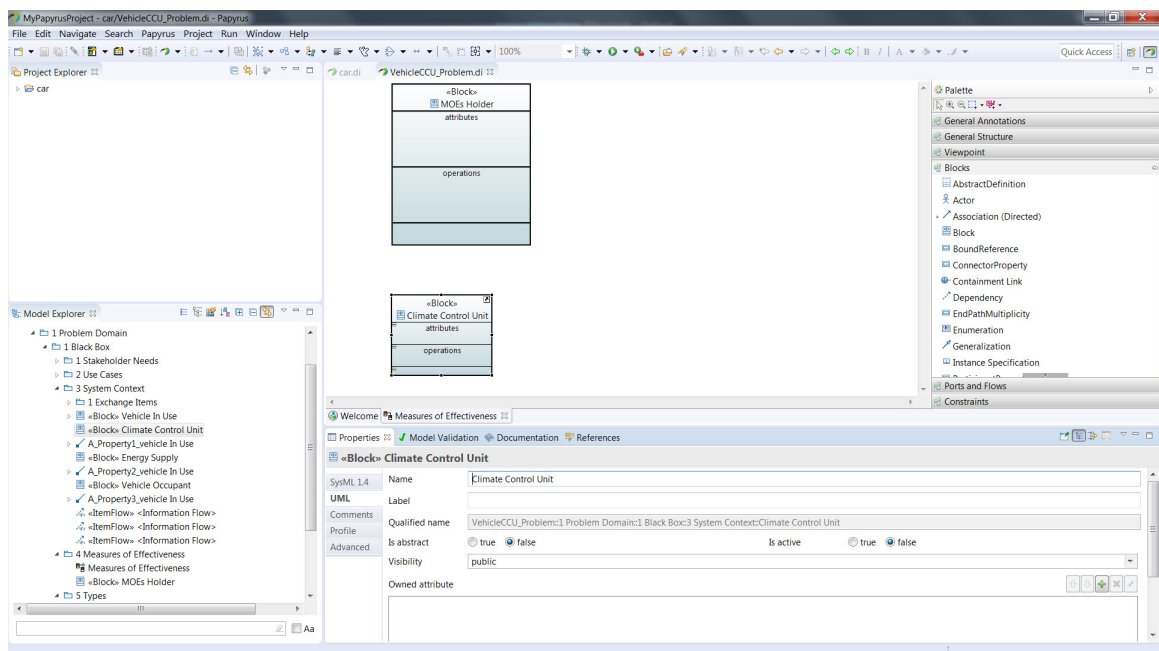 MyPapyrusProject - car/VehicleCCU_Problem.di - Papyrus
File Edit Navigate Search Papyrus Project Run Window Help
100%
B I A
Quick Access
Project Explorer
car
car.di VehicleCCU_Problem.di
«Block»
MOEs Holder
attributes
operations
«Block»
Climate Control Unit
attributes
operations
Palette
General Annotations
General Structure
Viewpoint
Blocks
AbstractDefinition
Actor
Association (Directed)
Block
BoundReference
ConnectorProperty
Containment Link
Dependency
EndPathMultiplicity
Enumeration
Generalization
Instance Specification
Ports and Flows
Constraints
Model Explorer
1 Problem Domain
1 Black Box
1 Stakeholder Needs
2 Use Cases
3 System Context
1 Exchange Items
«Block» Vehicle In Use
«Block» Climate Control Unit
A_Property1_vehicle In Use
«Block» Energy Supply
A_Property2_vehicle In Use
«Block» Vehicle Occupant
A_Property3_vehicle In Use
«ItemFlow» <Information Flow>
«ItemFlow» <Information Flow>
«ItemFlow» <Information Flow>
4 Measures of Effectiveness
Measures of Effectiveness
«Block» MOEs Holder
5 Types
Aa
Welcome Measures of Effectiveness
Properties Model Validation Documentation References
«Block» Climate Control Unit
SysML 1.4
UML
Comments
Profile
Advanced
Name Climate Control Unit
Label
Qualified name VehicleCCU_Problem::1 Problem Domain::1 Black Box::3 System Context::Climate Control Unit
Is abstract true false Is active true false
Visibility public
Owned attribute